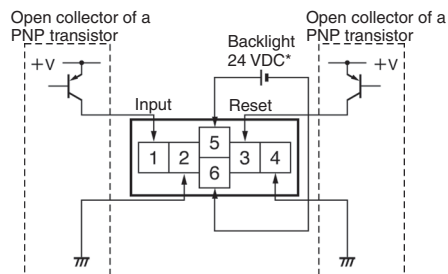 Open collector of a
PNP transistor
Open collector of a
PNP transistor
Backlight
24 VDC*
+V
+V
Input
Reset
5
1 2 3 4
6